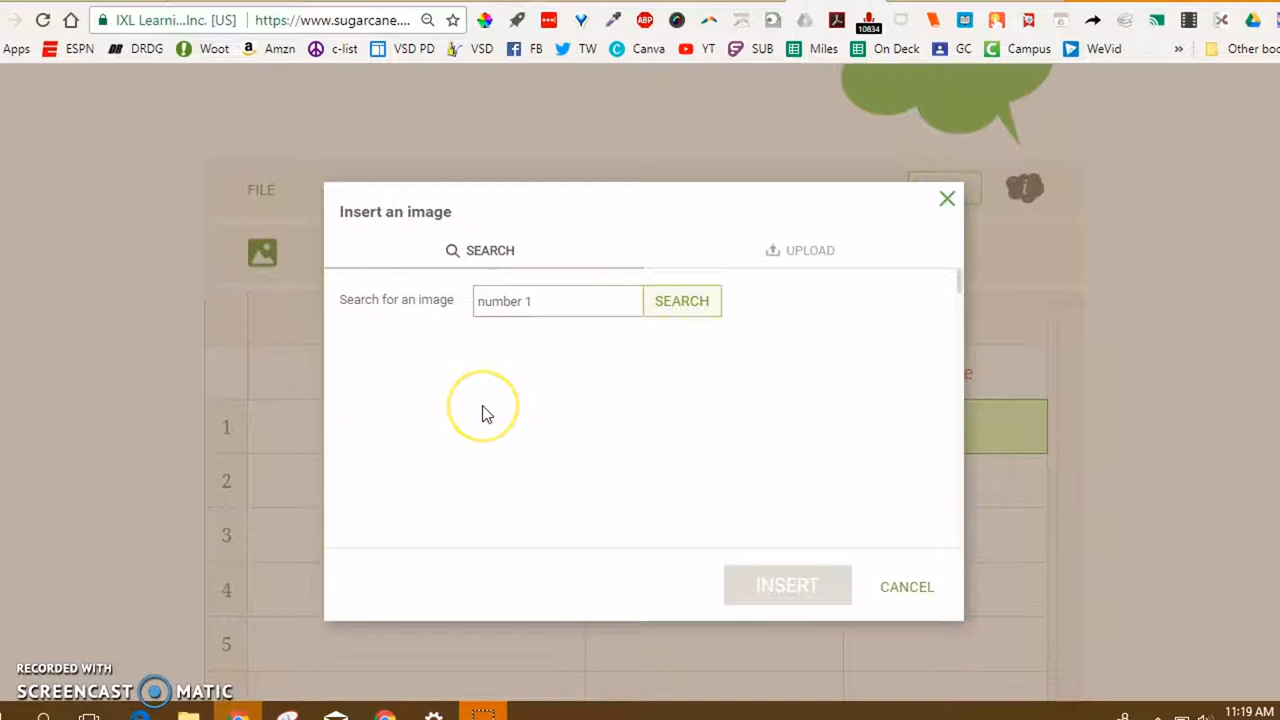 IXL Learni...Inc. [US] https://www.sugarcane....
ABP
10834
Apps ESPN DRDG Woot Amzn c-list VSD PD VSD FB TW Canva YT SUB Miles On Deck GC Campus WeVid » Other boo
FILE
i
Insert an image
SEARCH UPLOAD
Search for an image number 1 SEARCH
e
1
2
3
4
5
INSERT CANCEL
RECORDED WITH
SCREENCAST MATIC
11:19 AM